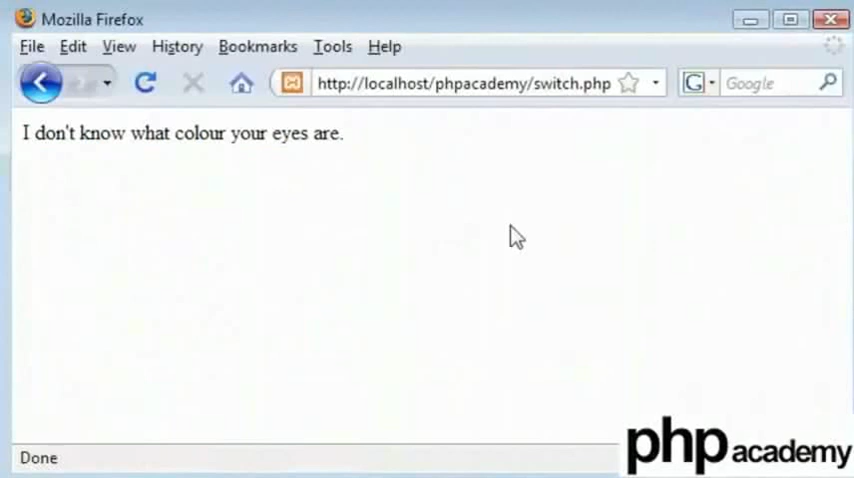 Mozilla Firefox
File Edit View History Bookmarks Tools Help
http://localhost/phpacademy/switch.php G Google
I don't know what colour your eyes are.
Done
php academy